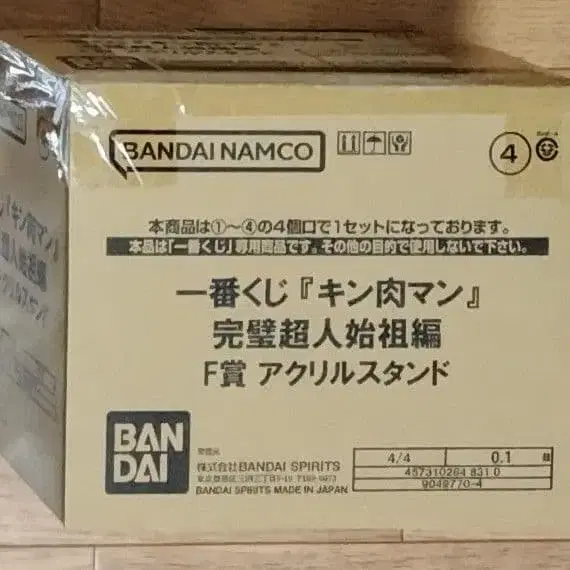 BANDAI NAMCO
④
本商品は①～④の4個口で1セットになっております。
本品は「一番くじ」専用商品です。その他の目的で使用しないで下さい。
一番くじ『キン肉マン』
完璧超人始祖編
F賞 アクリルスタンド
BAN
DAI
株式会社BANDAI SPIRITS
BANDAI SPIRITS MADE IN JAPAN
4/4 0.1
457310264 831 0
9049770-4